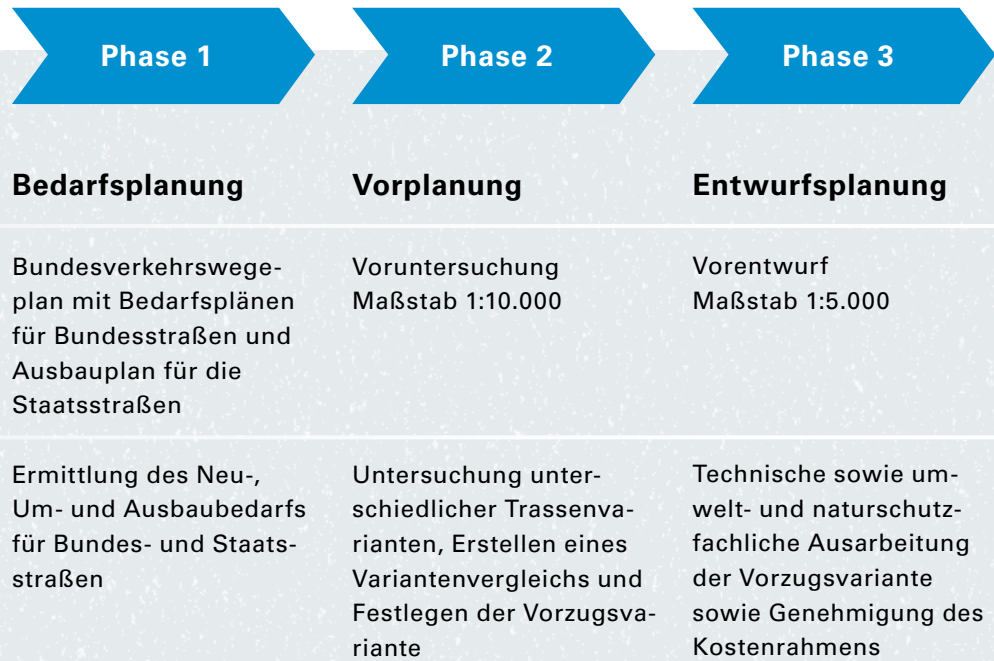 Phase 1
Phase 2
Phase 3
Bedarfsplanung
Vorplanung
Entwurfsplanung
Bundesverkehrswege-
plan mit Bedarfsplänen
für Bundesstraßen und
Ausbauplan für die
Staatsstraßen
Voruntersuchung
Maßstab 1:10.000
Vorentwurf
Maßstab 1:5.000
Ermittlung des Neu-,
Um- und Ausbaubedarfs
für Bundes- und Staats-
straßen
Untersuchung unter-
schiedlicher Trassenva-
rianten, Erstellen eines
Variantenvergleichs und
Festlegen der Vorzugsva-
riante
Technische sowie um-
welt- und naturschutz-
fachliche Ausarbeitung
der Vorzugsvariante
sowie Genehmigung des
Kostenrahmens